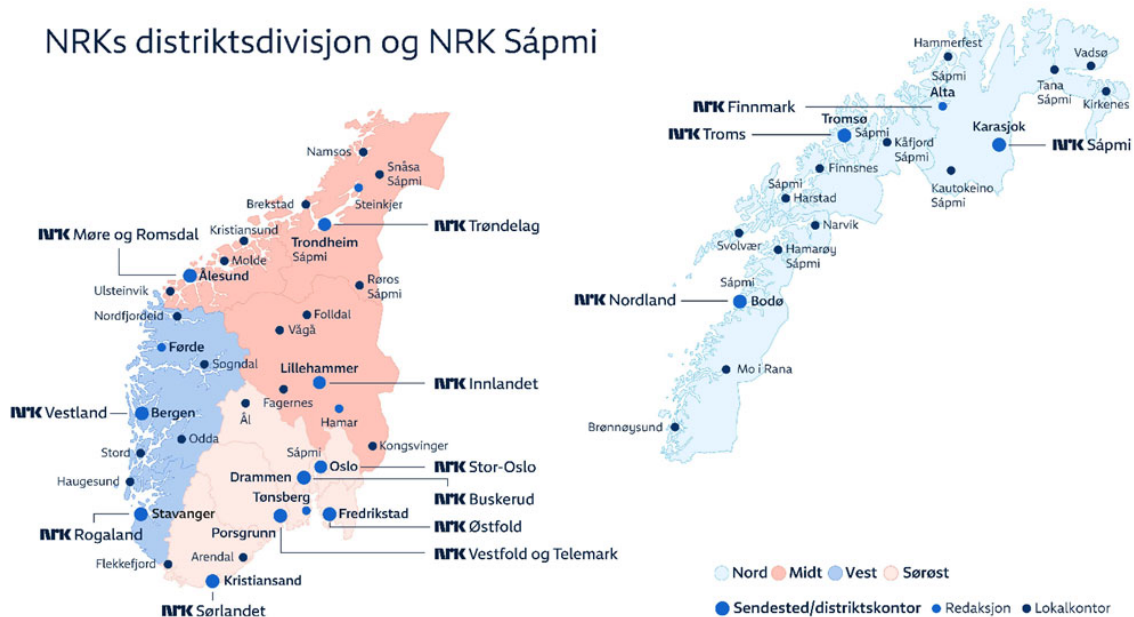 NRKs distriktsdivisjon og NRK Sápmi
Hammerfest
Vadsø
Sápmi
Alta
Tana
Sápmi
Kirkenes
NRK Finnmark
Tromsø
Sápmi
NRK Troms
Karasjok
NRK Sápmi
Kåfjord
Sápmi
Finnsnes
Kautokeino
Sápmi
Sápmi
Harstad
Narvik
Svolvær
Hamarøy
Sápmi
Sápmi
NRK Nordland
Bodø
Mo i Rana
Brønnøysund
Namsos
Snåsa
Sápmi
Steinkjer
Brekstad
NRK Trøndelag
Kristiansund
Trondheim
Sápmi
NRK Møre og Romsdal
Molde
Ålesund
Røros
Sápmi
Ulsteinvik
Nordfjordeid
Folldal
Vågå
Førde
Sogndal
Lillehammer
NRK Innlandet
Fagernes
Ål
Hamar
NRK Vestland
Bergen
Odda
Kongsvinger
Stord
Sápmi
Oslo
NRK Stor-Oslo
Haugesund
Drammen
NRK Buskerud
Tønsberg
Stavanger
Fredrikstad
NRK Østfold
NRK Rogaland
Porsgrunn
NRK Vestfold og Telemark
Flekkefjord
Arendal
Kristiansand
NRK Sørlandet
Nord Midt Vest Sørøst
Sendested/distriktskontor Redaksjon Lokalkontor